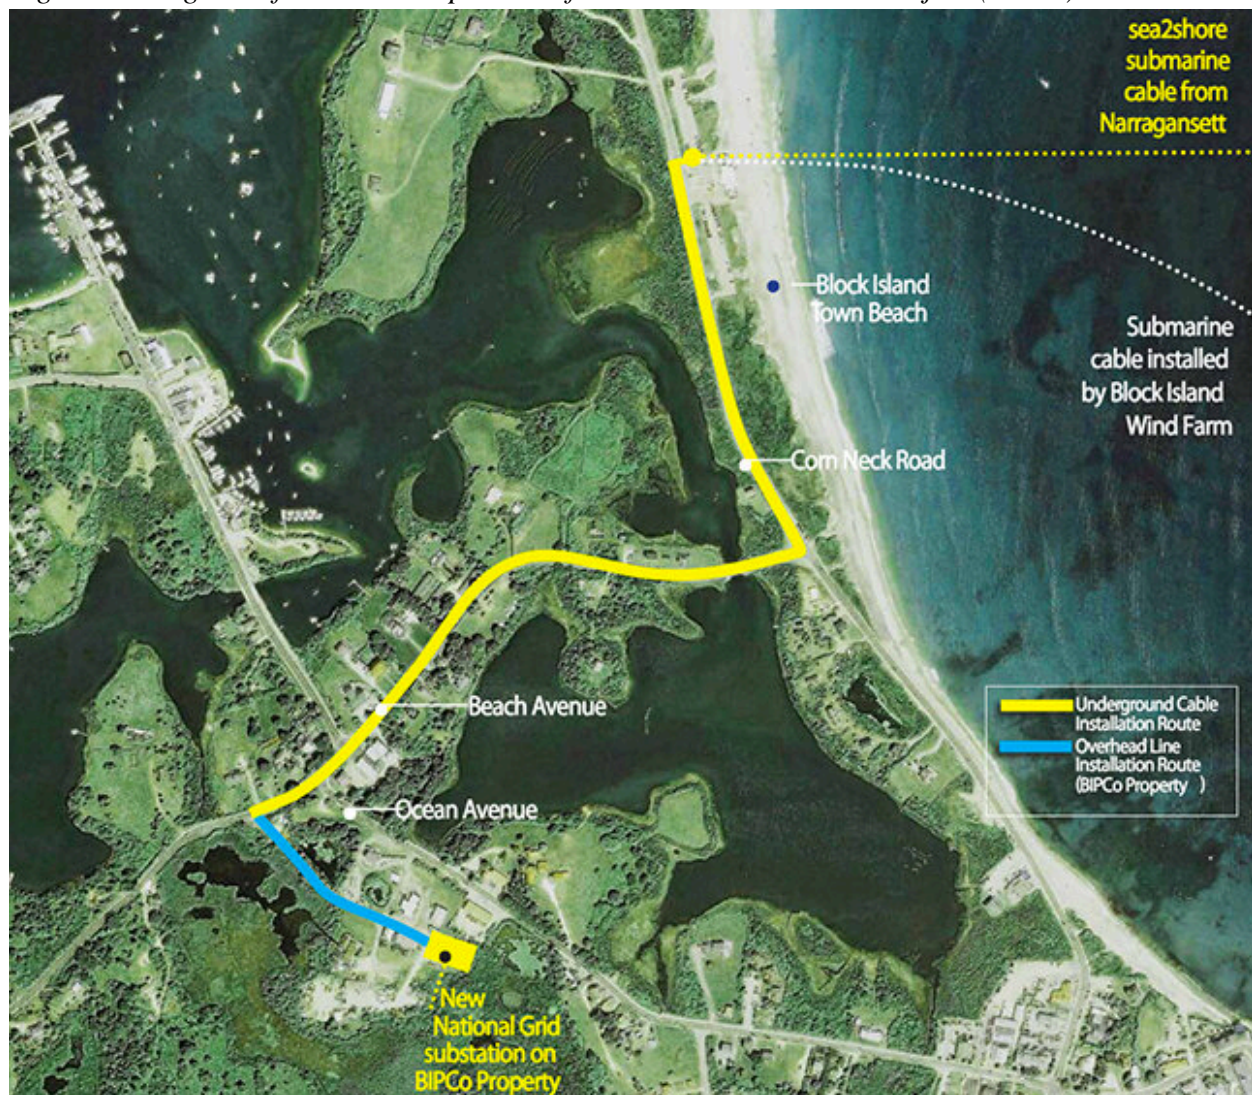 sea2shore
submarine
cable from
Narragansett
Block Island
Town Beach
Submarine
cable installed
by Block Island
Wind Farm
Corn Neck Road
Beach Avenue
Underground Cable
Installation Route
Overhead Line
Installation Route
(BIPCo Property )
Ocean Avenue
New
National Grid
substation on
BIPCo Property